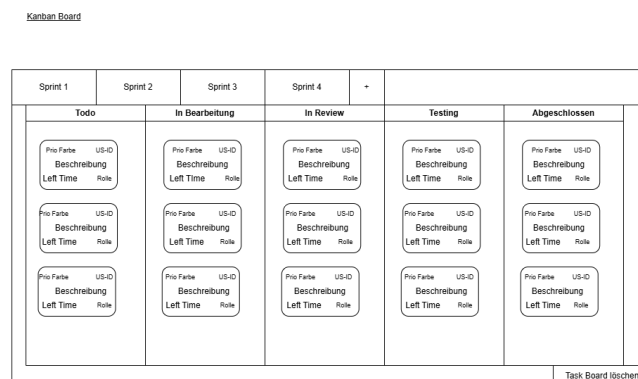 Kanban Board
Sprint 1 Sprint 2 Sprint 3 Sprint 4 +
Todo In Bearbeitung In Review Testing Abgeschlossen
Prio Farbe US-ID Prio Farbe US-ID Prio Farbe US-ID Prio Farbe US-ID Prio Farbe US-ID
Beschreibung Beschreibung Beschreibung Beschreibung Beschreibung
Left Time Rolle Left TIme Rolle Left Time Rolle Left Time Rolle Left Time Rolle
Prio Farbe US-ID Prio Farbe US-ID Prio Farbe US-ID Prio Farbe US-ID Prio Farbe US-ID
Beschreibung Beschreibung Beschreibung Beschreibung Beschreibung
Left Time Rolle Left Time Rolle Left Time Rolle Left Time Rolle Left Time Rolle
Prio Farbe US-ID Prio Farbe US-ID Prio Farbe US-ID Prio Farbe US-ID Prio Farbe US-ID
Beschreibung Beschreibung Beschreibung Beschreibung Beschreibung
Left Time Rolle Left Time Rolle Left Time Rolle Left Time Rolle Left Time Rolle
Task Board löschen